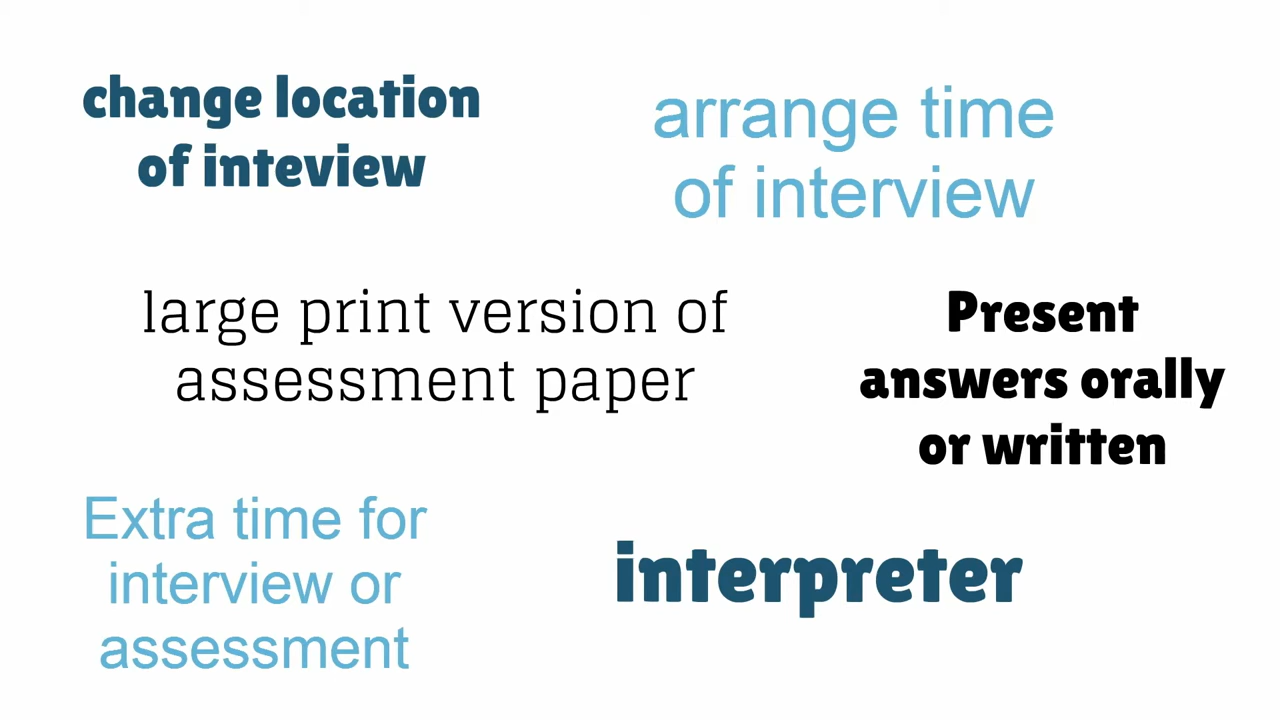 change location
of inteview
arrange time
of interview
large print version of
assessment paper
Present
answers orally
or written
Extra time for
interview or
assessment
interpreter